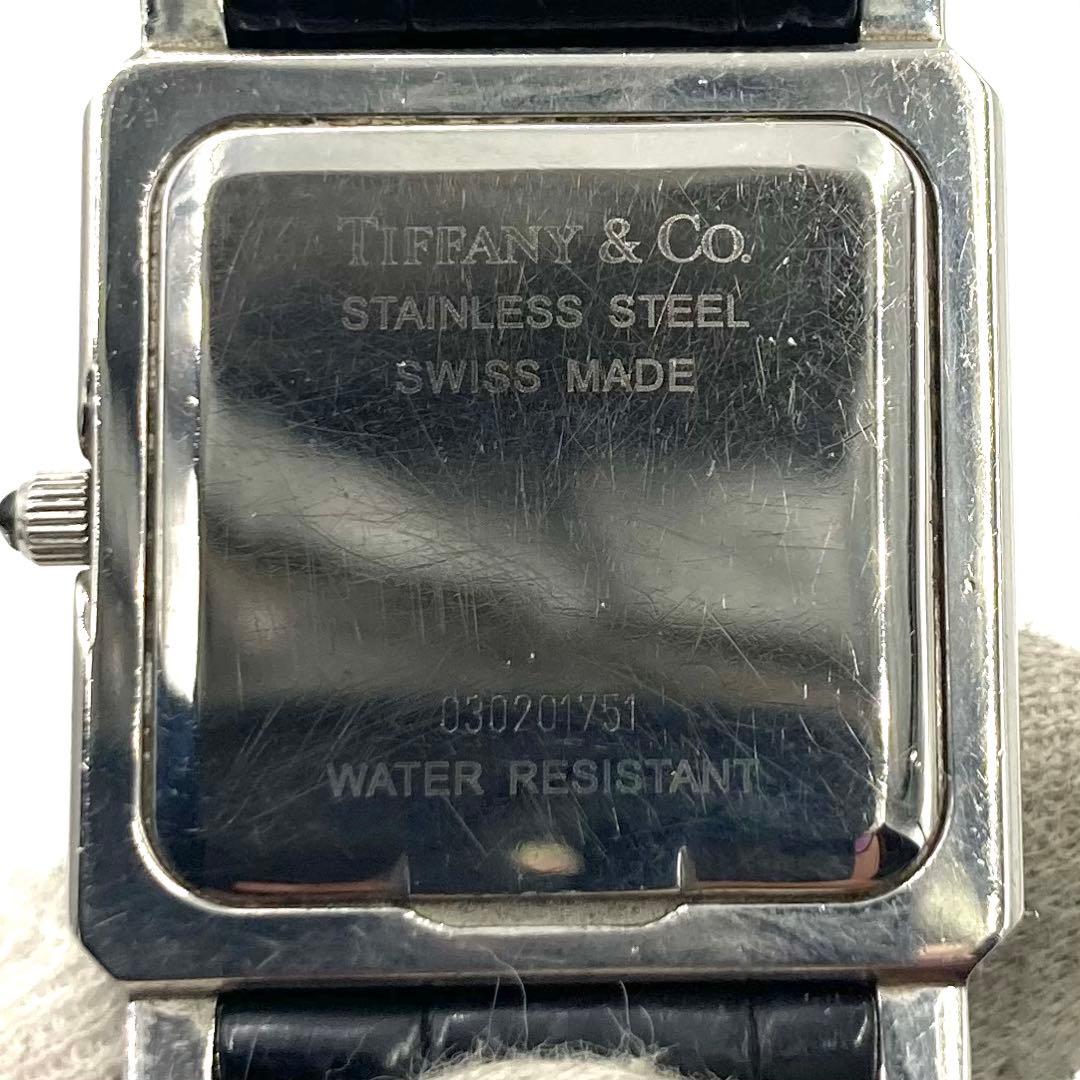 TIFFANY & CO.
STAINLESS STEEL
SWISS MADE
030201751
WATER RESISTANT